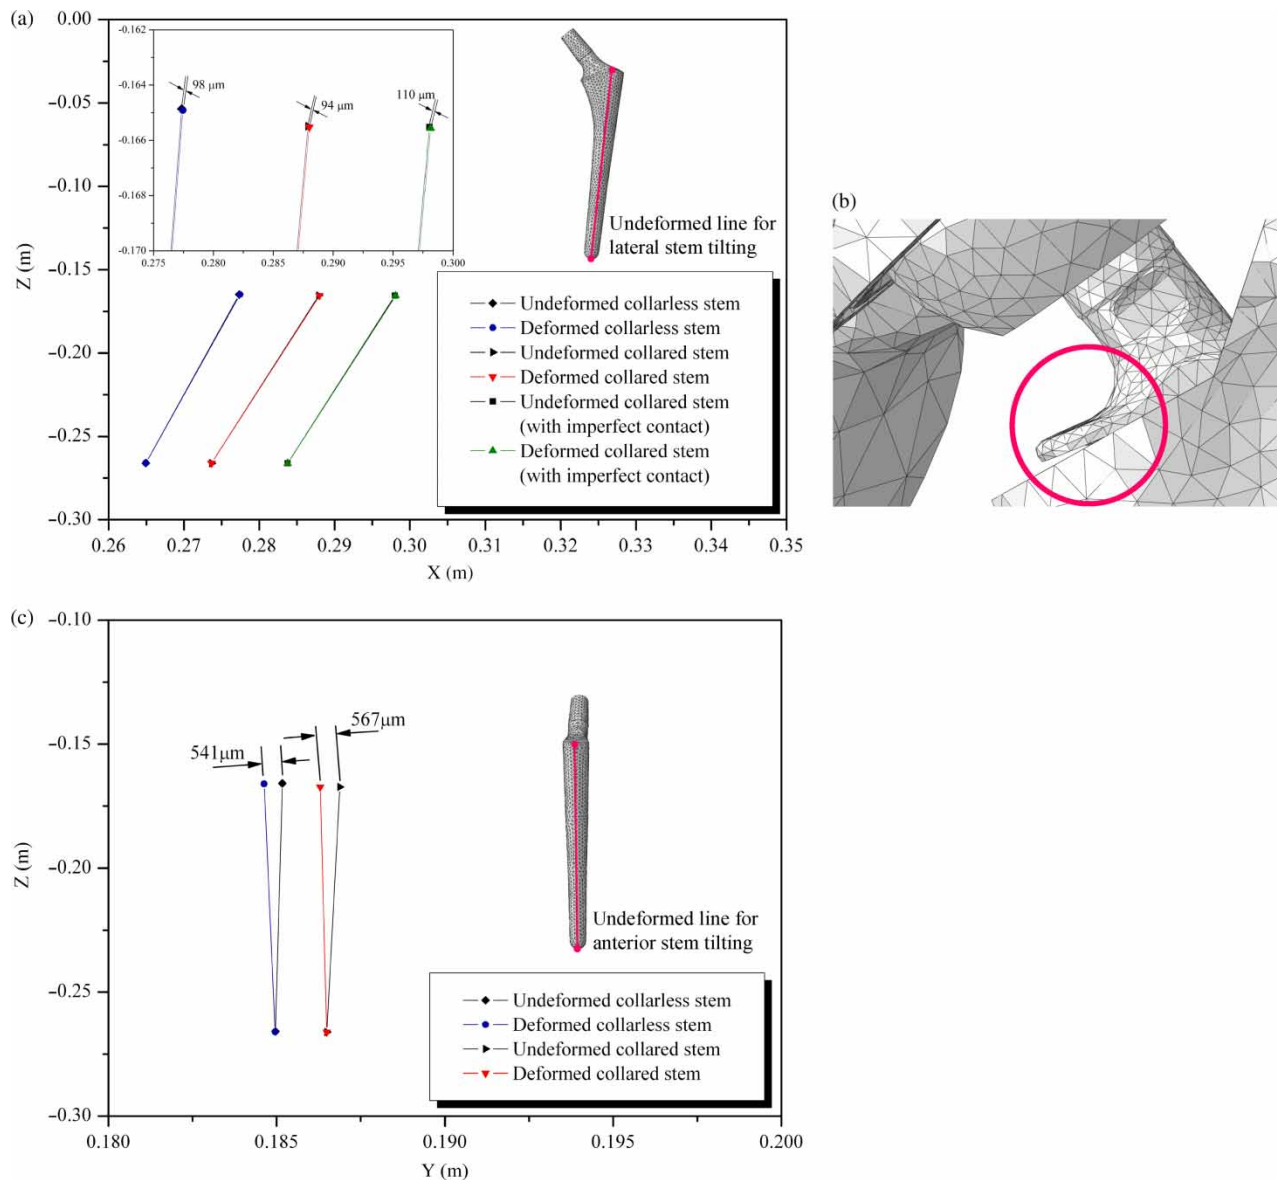 (a)
0.00
−0.05
−0.10
−0.15
−0.20
−0.25
−0.30
Z (m)
−0.162
−0.164
−0.166
−0.168
−0.170
98 μm
94 μm
110 μm
0.275 0.280 0.285 0.290 0.295 0.300
Undeformed line for
lateral stem tilting
Undeformed collarless stem
Deformed collarless stem
Undeformed collared stem
Deformed collared stem
Undeformed collared stem
(with imperfect contact)
Deformed collared stem
(with imperfect contact)
0.26 0.27 0.28 0.29 0.30 0.31 0.32 0.33 0.34 0.35
X (m)
(b)
(c)
−0.10
−0.15
−0.20
−0.25
−0.30
Z (m)
567μm
541μm
Undeformed line for
anterior stem tilting
Undeformed collarless stem
Deformed collarless stem
Undeformed collared stem
Deformed collared stem
0.180 0.185 0.190 0.195 0.200
Y (m)